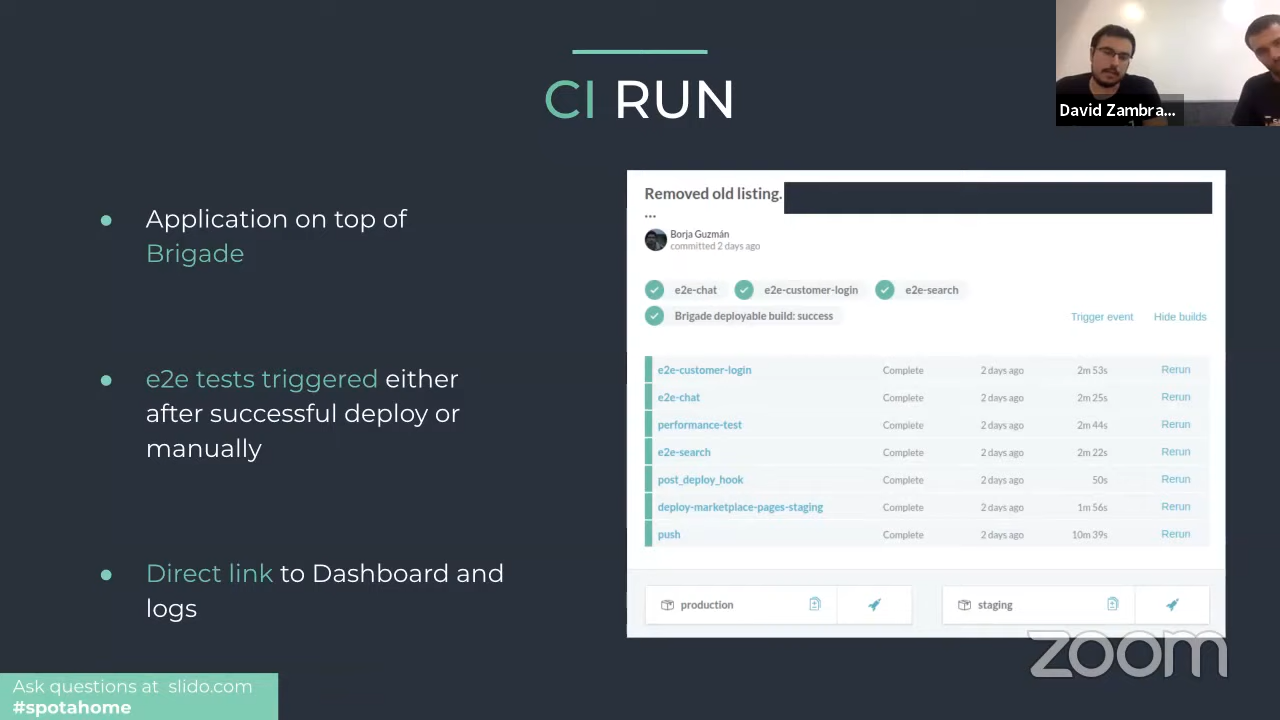 CI RUN
David Zambra...
Application on top of
Brigade
e2e tests triggered either
after successful deploy or
manually
Direct link to Dashboard and
logs
Removed old listing.
...
Borja Guzmán
committed 2 days ago
e2e-chat e2e-customer-login e2e-search
Brigade deployable build: success Trigger event Hide builds
e2e-customer-login Complete 2 days ago 2m 53s Rerun
e2e-chat Complete 2 days ago 2m 25s Rerun
performance-test Complete 2 days ago 2m 44s Rerun
e2e-search Complete 2 days ago 2m 22s Rerun
post_deploy_hook Complete 2 days ago 50s Rerun
deploy-marketplace-pages-staging Complete 2 days ago 1m 56s Rerun
push Complete 2 days ago 10m 39s Rerun
production staging
zoom
Ask questions at slido.com
#spotahome